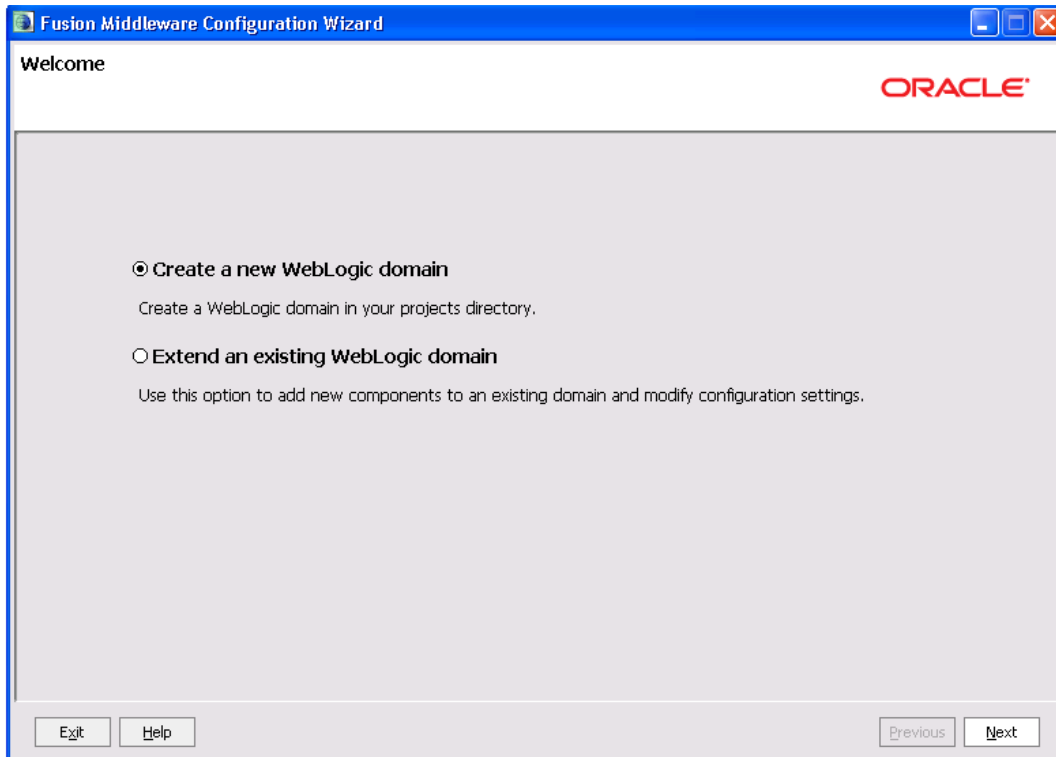 Fusion Middleware Configuration Wizard
Welcome
ORACLE
Create a new WebLogic domain
Create a WebLogic domain in your projects directory.
Extend an existing WebLogic domain
Use this option to add new components to an existing domain and modify configuration settings.
Exit Help Previous Next